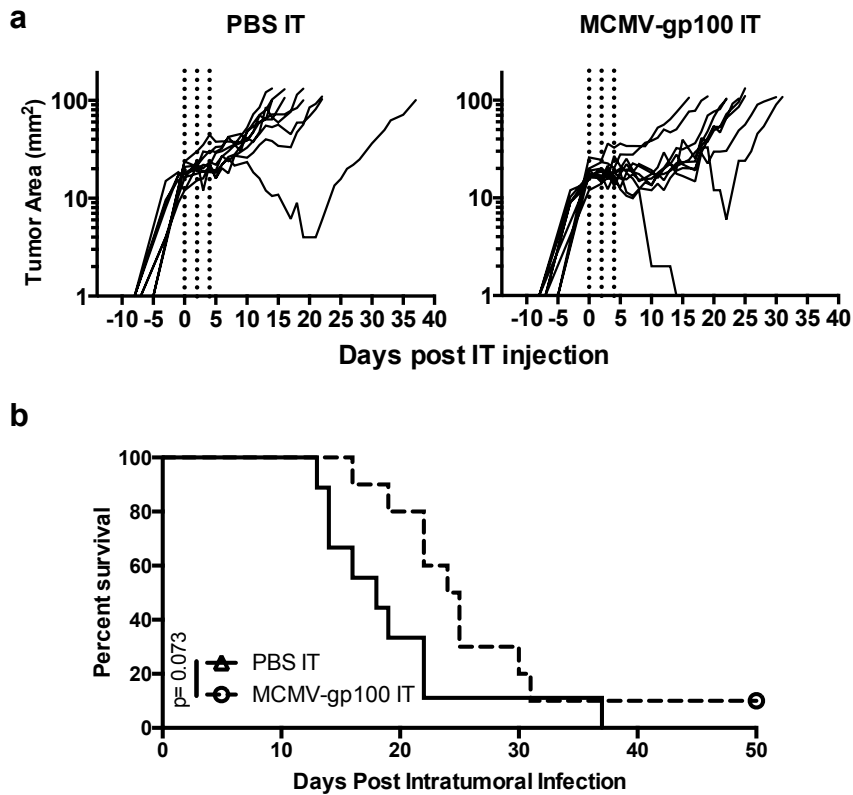 a
PBS IT
MCMV-gp100 IT
Tumor Area (mm²)
100
10
1
-10 -5 0 5 10 15 20 25 30 35 40
100
10
1
-10 -5 0 5 10 15 20 25 30 35 40
Days post IT injection
b
Percent survival
100
80
60
40
20
0
p= 0.073
PBS IT
MCMV-gp100 IT
0 10 20 30 40 50
Days Post Intratumoral Infection